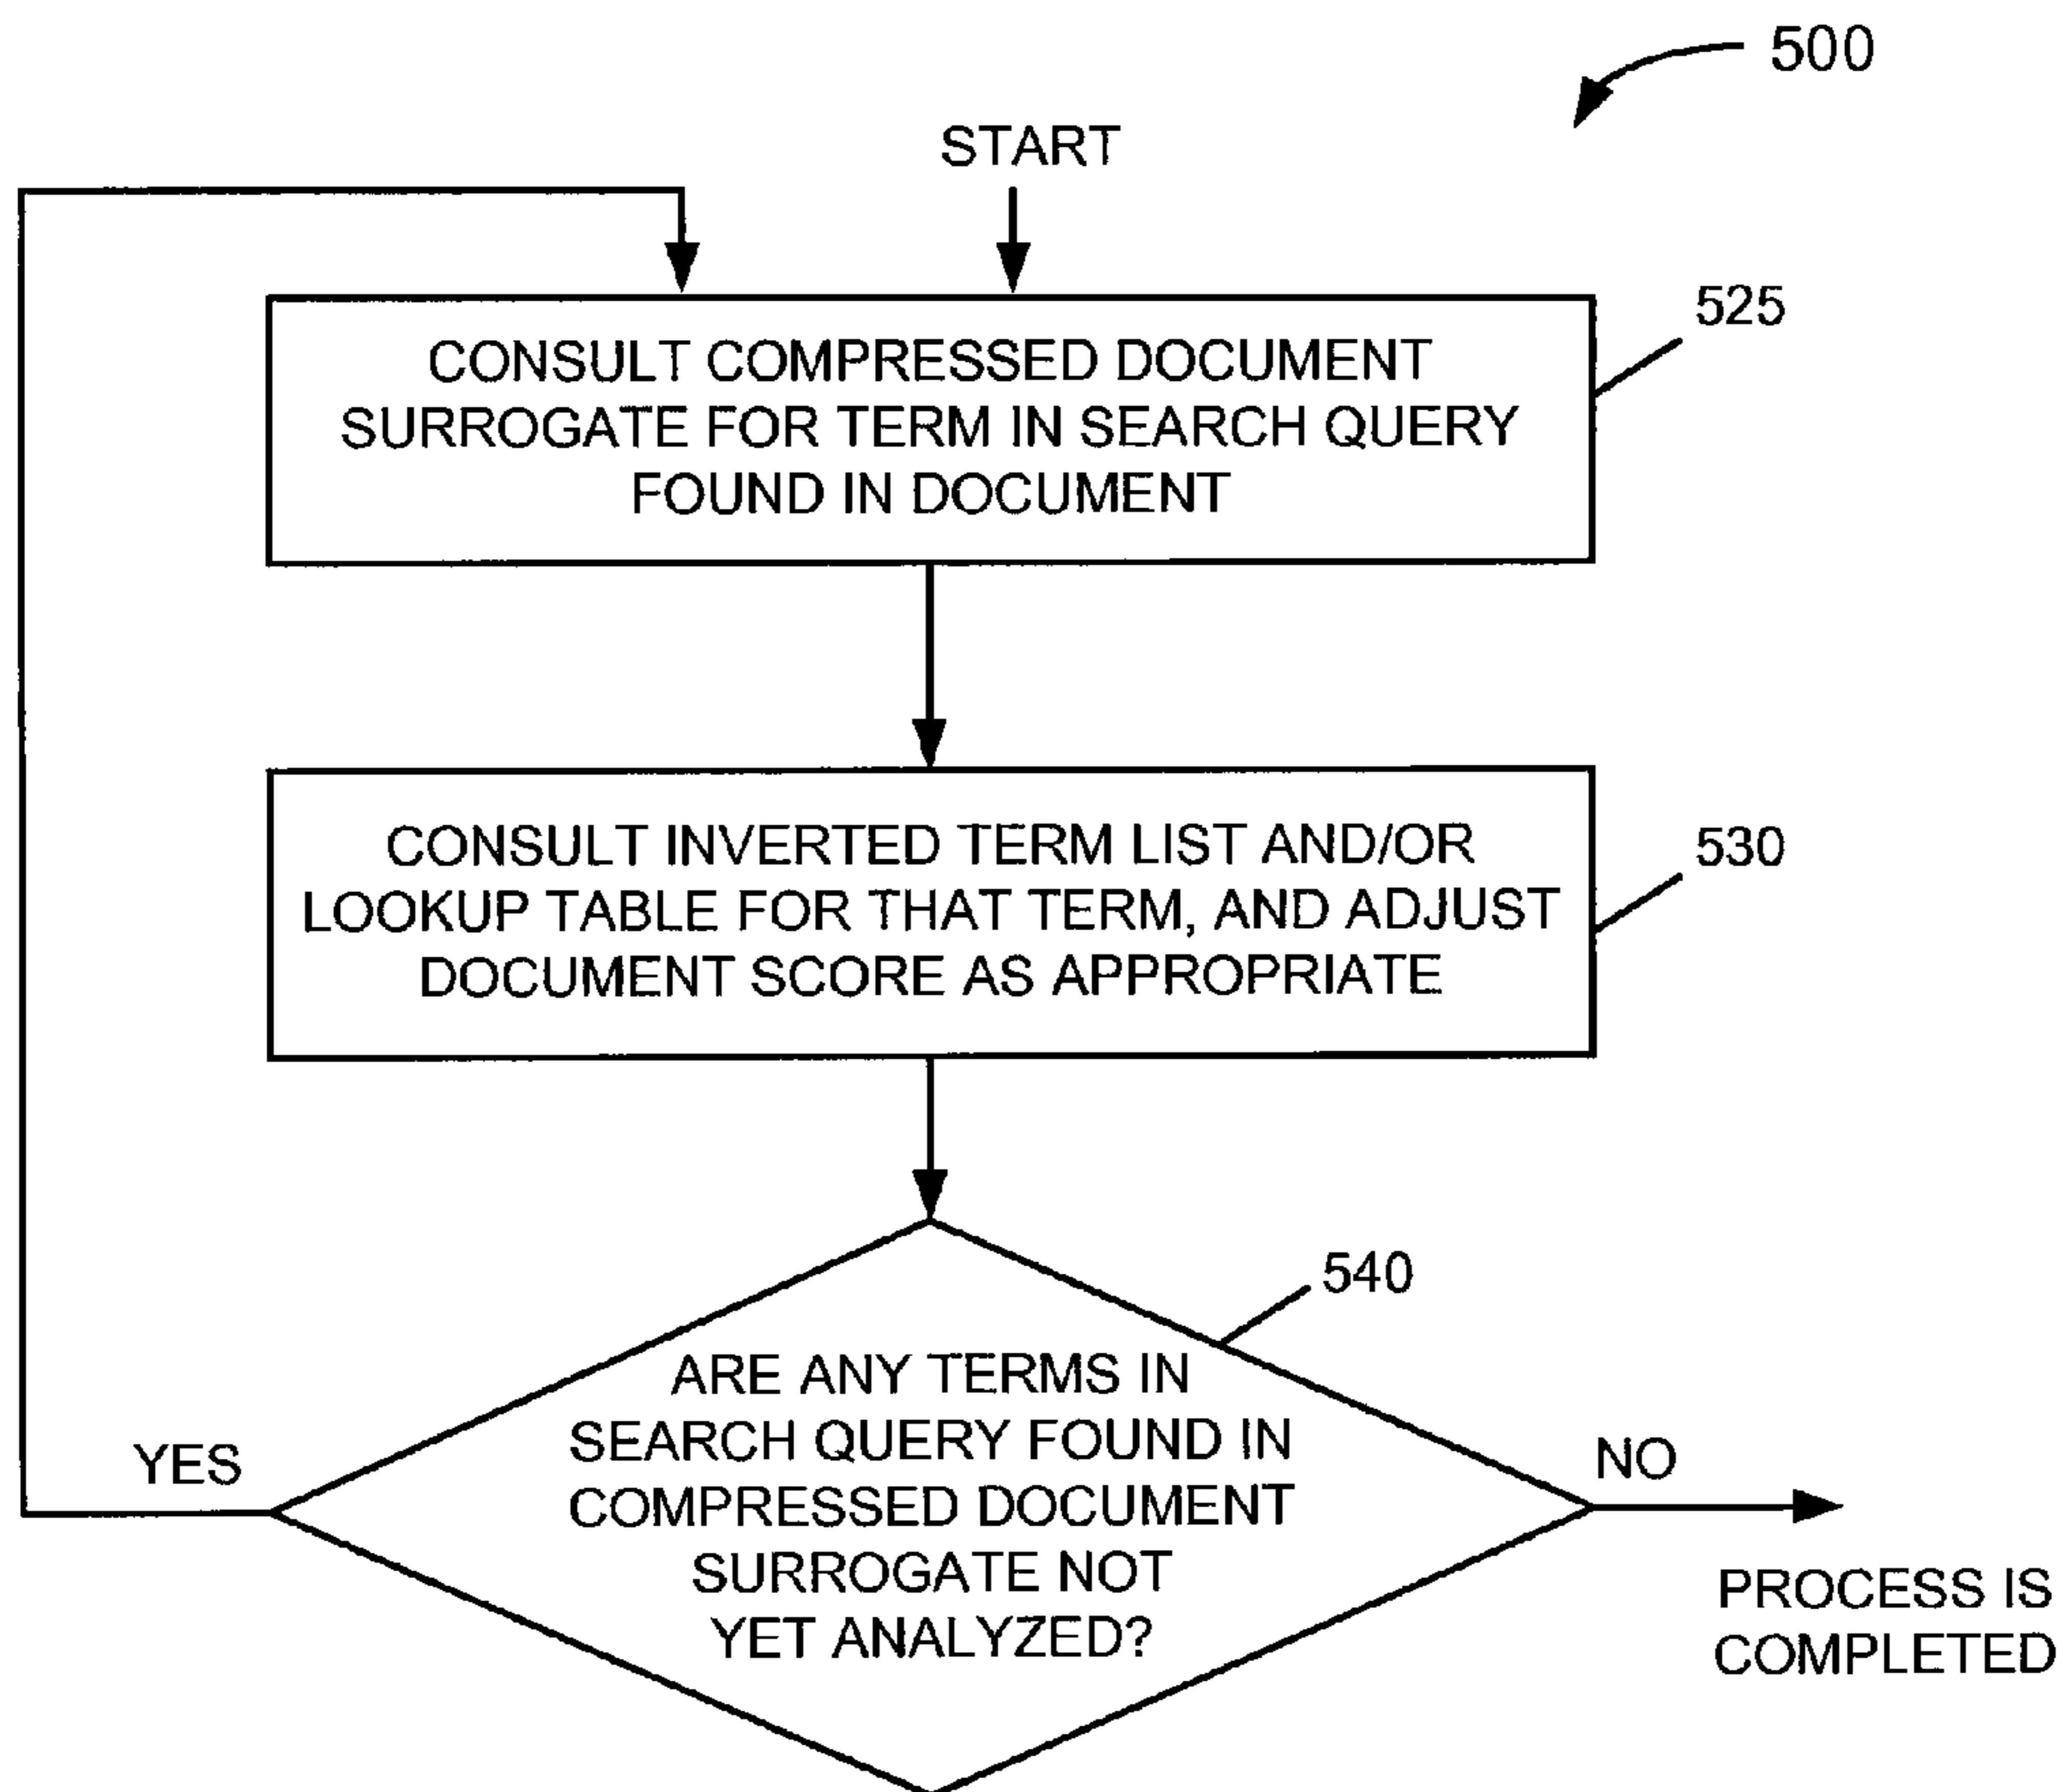 500
START
525
CONSULT COMPRESSED DOCUMENT
SURROGATE FOR TERM IN SEARCH QUERY
FOUND IN DOCUMENT
530
CONSULT INVERTED TERM LIST AND/OR
LOOKUP TABLE FOR THAT TERM, AND ADJUST
DOCUMENT SCORE AS APPROPRIATE
540
ARE ANY TERMS IN
SEARCH QUERY FOUND IN
COMPRESSED DOCUMENT
SURROGATE NOT
YET ANALYZED?
YES
NO
PROCESS IS
COMPLETED